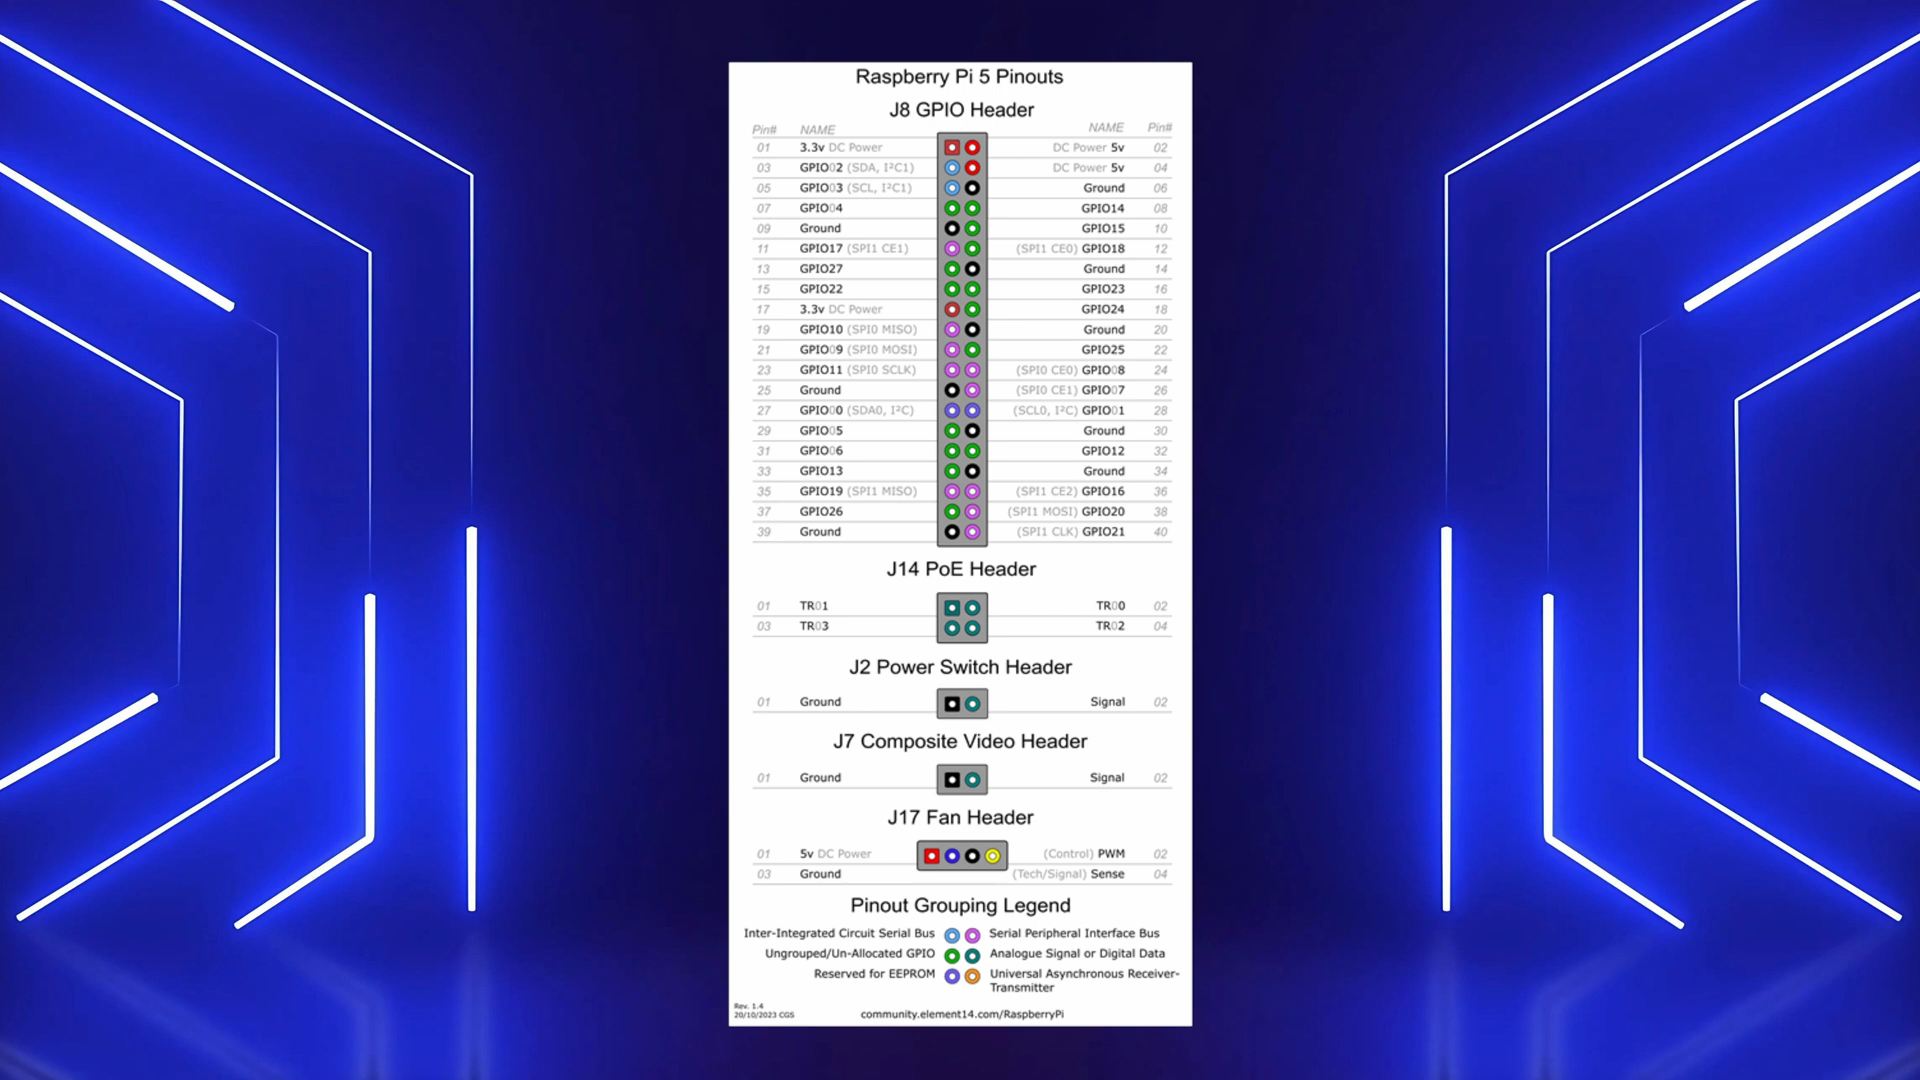 Raspberry Pi 5 Pinouts
J8 GPIO Header
Pin# NAME NAME Pin#
01 3.3v DC Power DC Power 5v 02
03 GPIO02 (SDA, I²C1) DC Power 5v 04
05 GPIO03 (SCL, I²C1) Ground 06
07 GPIO04 GPIO14 08
09 Ground GPIO15 10
11 GPIO17 (SPI1 CE1) (SPI1 CE0) GPIO18 12
13 GPIO27 Ground 14
15 GPIO22 GPIO23 16
17 3.3v DC Power GPIO24 18
19 GPIO10 (SPI0 MISO) Ground 20
21 GPIO09 (SPI0 MOSI) GPIO25 22
23 GPIO11 (SPI0 SCLK) (SPI0 CE0) GPIO08 24
25 Ground (SPI0 CE1) GPIO07 26
27 GPIO00 (SDA0, I²C) (SCL0, I²C) GPIO01 28
29 GPIO05 Ground 30
31 GPIO06 GPIO12 32
33 GPIO13 Ground 34
35 GPIO19 (SPI1 MISO) (SPI1 CE2) GPIO16 36
37 GPIO26 (SPI1 MOSI) GPIO20 38
39 Ground (SPI1 CLK) GPIO21 40
J14 PoE Header
01 TR01 TR00 02
03 TR03 TR02 04
J2 Power Switch Header
01 Ground Signal 02
J7 Composite Video Header
01 Ground Signal 02
J17 Fan Header
01 5v DC Power (Control) PWM 02
03 Ground (Tech/Signal) Sense 04
Pinout Grouping Legend
Inter-Integrated Circuit Serial Bus Serial Peripheral Interface Bus
Ungrouped/Un-Allocated GPIO Analogue Signal or Digital Data
Reserved for EEPROM Universal Asynchronous Receiver-
Transmitter
Rev. 1.4
20/10/2023 CGS community.element14.com/RaspberryPi